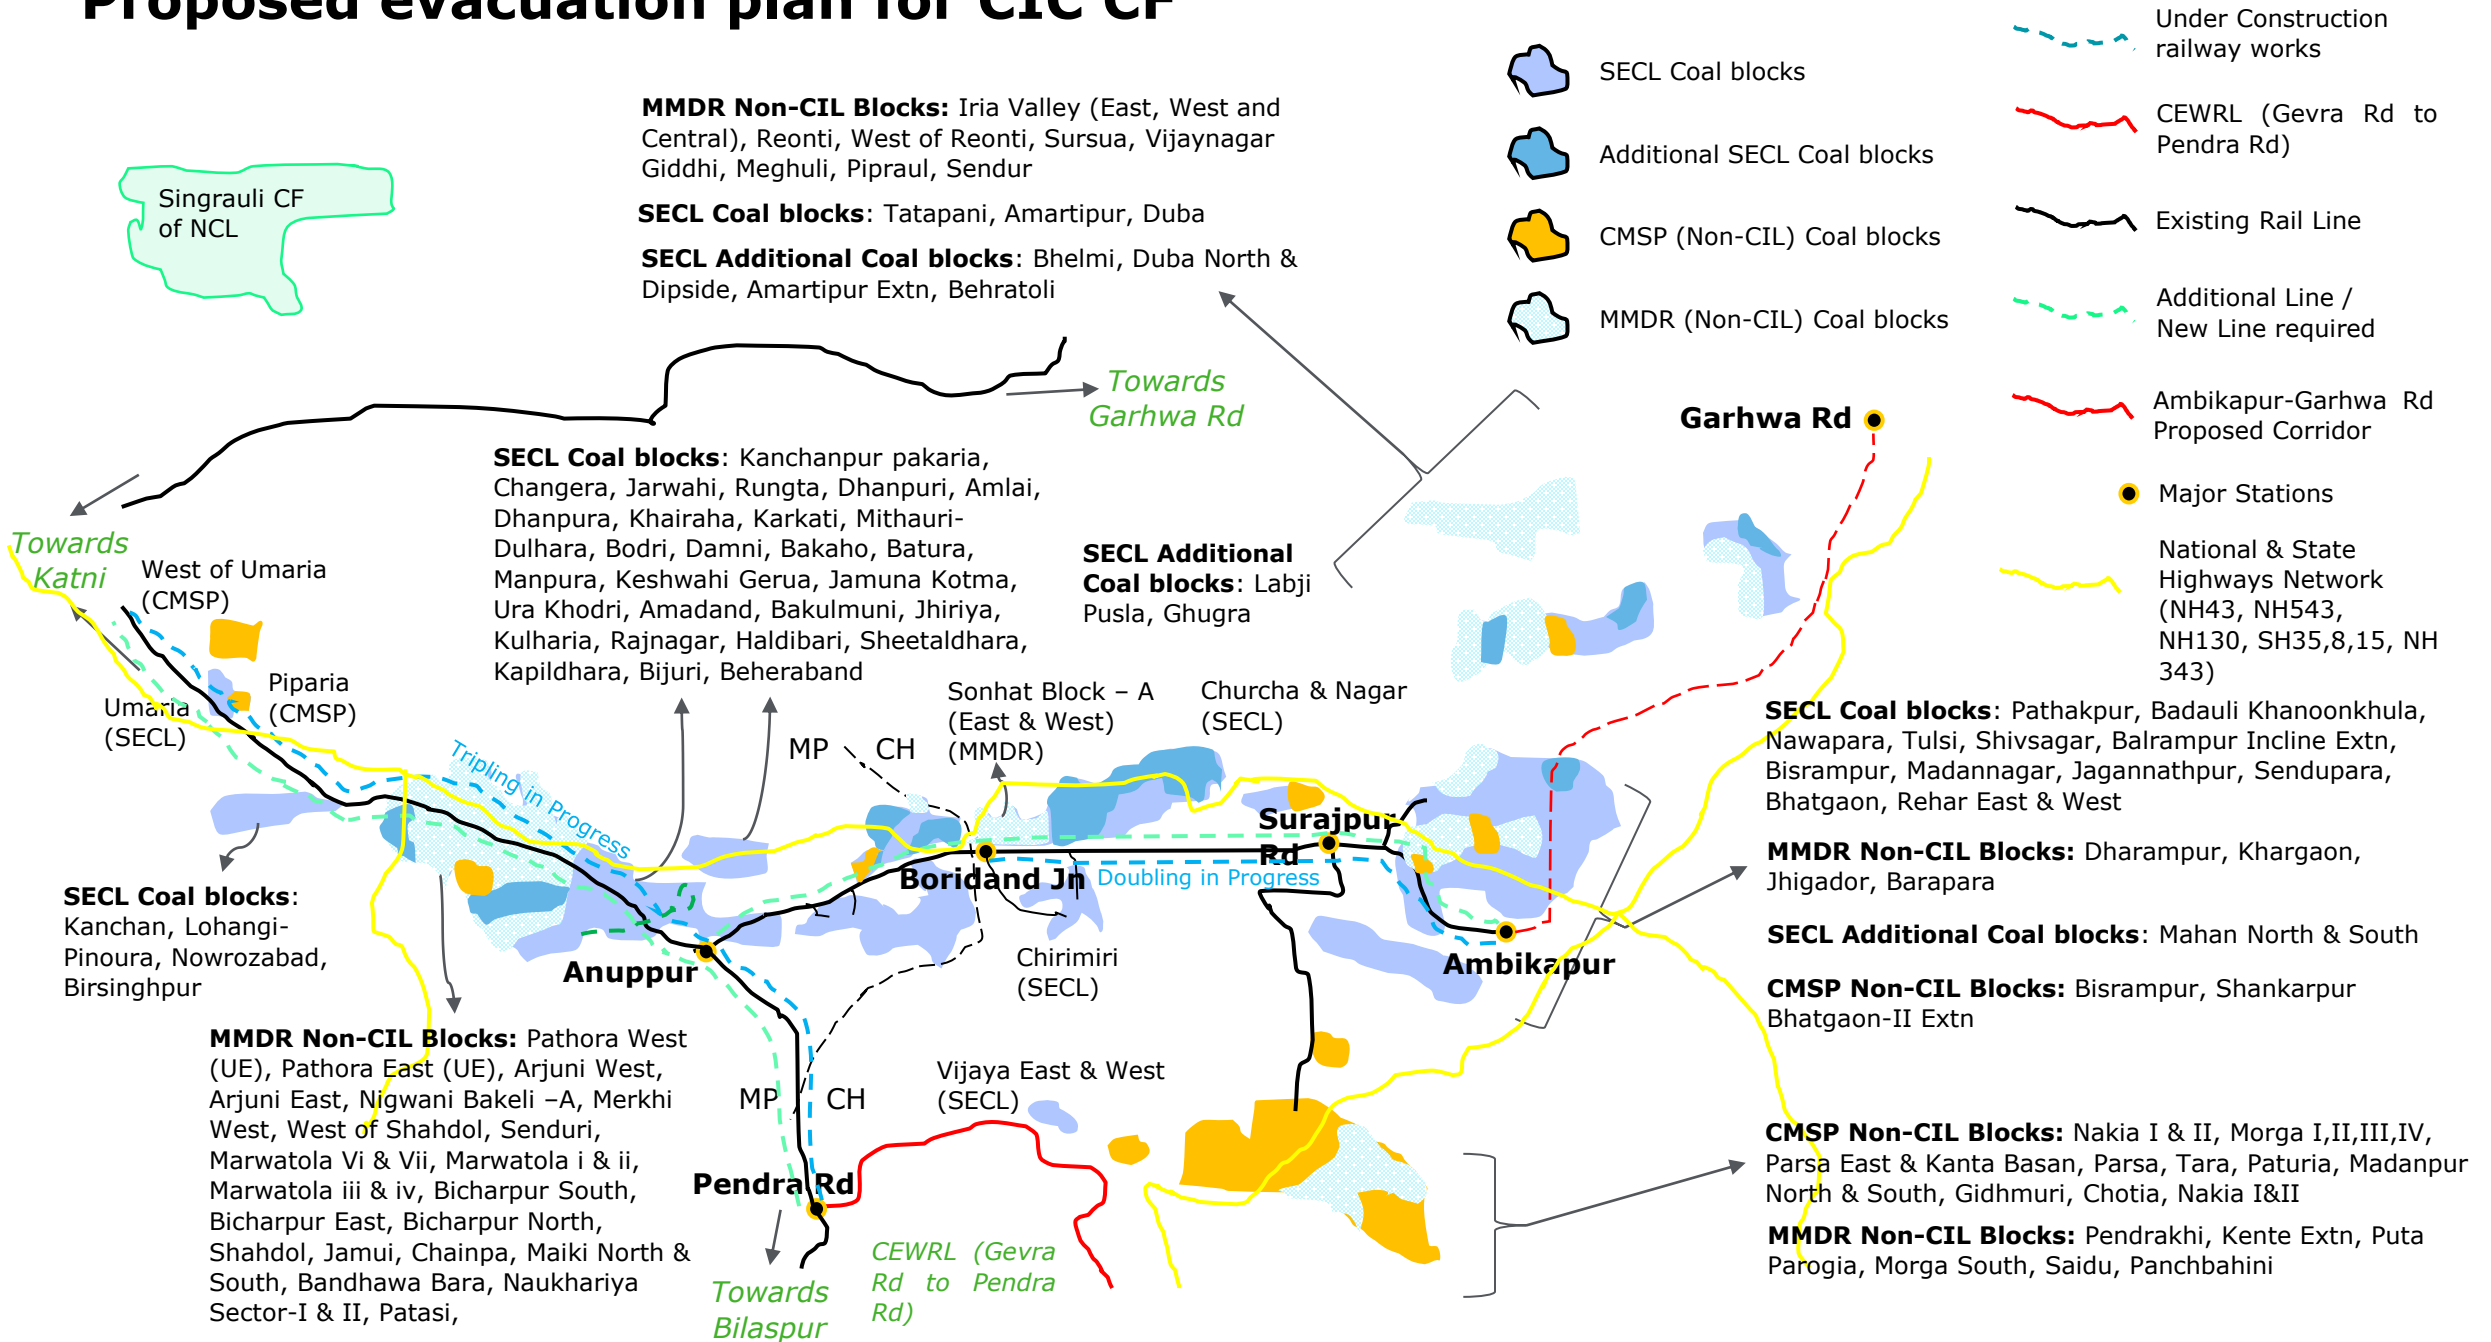 Proposed evacuation plan for CIC CF
Under Construction
railway works
SECL Coal blocks
CEWRL (Gevra Rd to
Pendra Rd)
Additional SECL Coal blocks
Existing Rail Line
CMSP (Non-CIL) Coal blocks
Additional Line /
New Line required
MMDR (Non-CIL) Coal blocks
Ambikapur-Garhwa Rd
Proposed Corridor
Major Stations
National & State
Highways Network
(NH43, NH543,
NH130, SH35,8,15, NH
343)
MMDR Non-CIL Blocks: Iria Valley (East, West and
Central), Reonti, West of Reonti, Sursua, Vijaynagar
Giddhi, Meghuli, Pipraul, Sendur
SECL Coal blocks: Tatapani, Amartipur, Duba
SECL Additional Coal blocks: Bhelmi, Duba North &
Dipside, Amartipur Extn, Behratoli
Singrauli CF
of NCL
Towards
Garhwa Rd
Garhwa Rd
SECL Coal blocks: Kanchanpur pakaria,
Changera, Jarwahi, Rungta, Dhanpuri, Amlai,
Dhanpura, Khairaha, Karkati, Mithauri-
Dulhara, Bodri, Damni, Bakaho, Batura,
Manpura, Keshwahi Gerua, Jamuna Kotma,
Ura Khodri, Amadand, Bakulmuni, Jhiriya,
Kulharia, Rajnagar, Haldibari, Sheetaldhara,
Kapildhara, Bijuri, Beheraband
SECL Additional
Coal blocks: Labji
Pusla, Ghugra
Towards
Katni
West of Umaria
(CMSP)
Piparia
(CMSP)
Umaria
(SECL)
Tripling in Progress
MP
CH
Sonhat Block – A
(East & West)
(MMDR)
Churcha & Nagar
(SECL)
SECL Coal blocks: Pathakpur, Badauli Khanoonkhula,
Nawapara, Tulsi, Shivsagar, Balrampur Incline Extn,
Bisrampur, Madannagar, Jagannathpur, Sendupara,
Bhatgaon, Rehar East & West
MMDR Non-CIL Blocks: Dharampur, Khargaon,
Jhigador, Barapara
SECL Additional Coal blocks: Mahan North & South
CMSP Non-CIL Blocks: Bisrampur, Shankarpur
Bhatgaon-II Extn
Surajpur
Rd
Boridand Jn
Doubling in Progress
Anuppur
Chirimiri
(SECL)
Ambikapur
SECL Coal blocks:
Kanchan, Lohangi-
Pinoura, Nowrozabad,
Birsinghpur
MMDR Non-CIL Blocks: Pathora West
(UE), Pathora East (UE), Arjuni West,
Arjuni East, Nigwani Bakeli –A, Merkhi
West, West of Shahdol, Senduri,
Marwatola Vi & Vii, Marwatola i & ii,
Marwatola iii & iv, Bicharpur South,
Bicharpur East, Bicharpur North,
Shahdol, Jamui, Chainpa, Maiki North &
South, Bandhawa Bara, Naukhariya
Sector-I & II, Patasi,
MP
CH
Vijaya East & West
(SECL)
Pendra Rd
Towards
Bilaspur
CEWRL (Gevra
Rd to Pendra
Rd)
CMSP Non-CIL Blocks: Nakia I & II, Morga I,II,III,IV,
Parsa East & Kanta Basan, Parsa, Tara, Paturia, Madanpur
North & South, Gidhmuri, Chotia, Nakia I&II
MMDR Non-CIL Blocks: Pendrakhi, Kente Extn, Puta
Parogia, Morga South, Saidu, Panchbahini